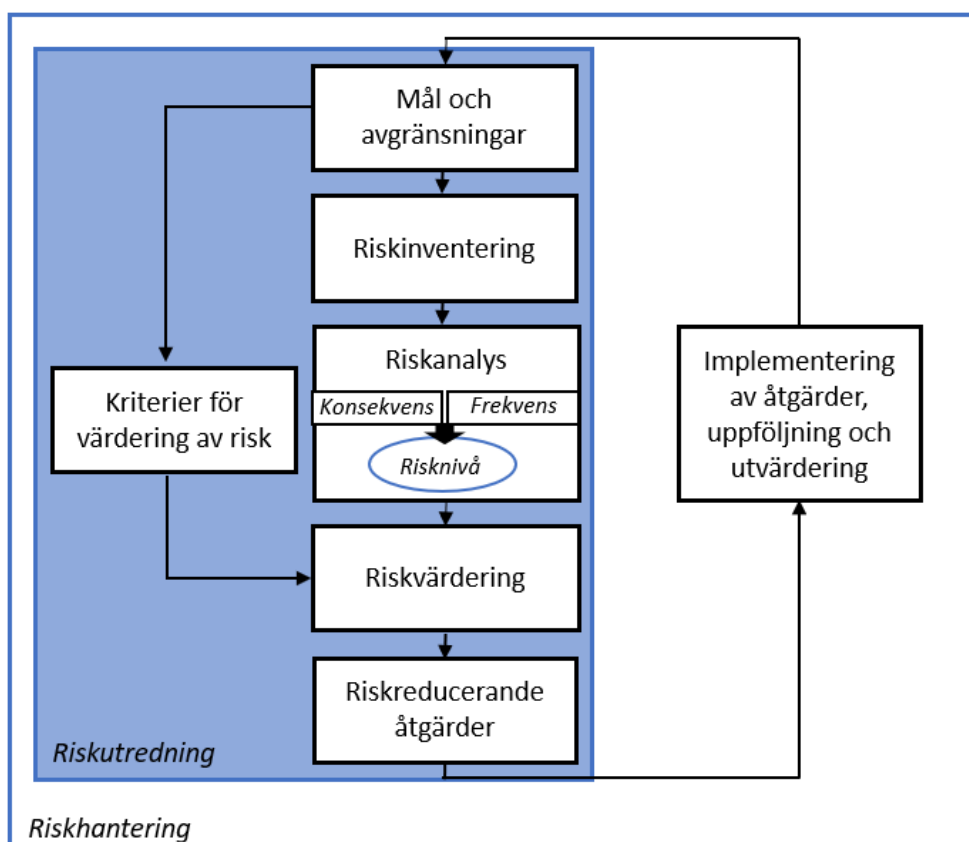 Mål och
avgränsningar
Riskinventering
Riskanalys
Konsekvens
Frekvens
Risknivå
Kriterier för
värdering av risk
Riskvärdering
Riskreducerande
åtgärder
Implementering
av åtgärder,
uppföljning och
utvärdering
Riskutredning
Riskhantering